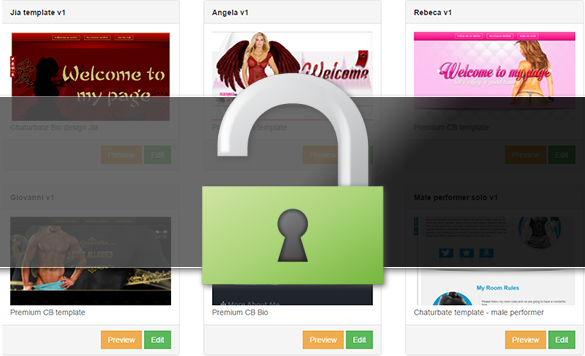 Jia template v1
Angela v1
Rebeca v1
Welcome to
my page
Welcome
Welcome to my page
Chaturbate Bio design Jia
template
Premium CB template
Preview
Edit
Preview
Edit
Preview
Edit
Giovanni v1
Male performer solo v1
More About Me
My Room Rules
Premium CB template
Premium CB Bio
Chaturbate template - male performer
Preview
Edit
Preview
Edit
Preview
Edit